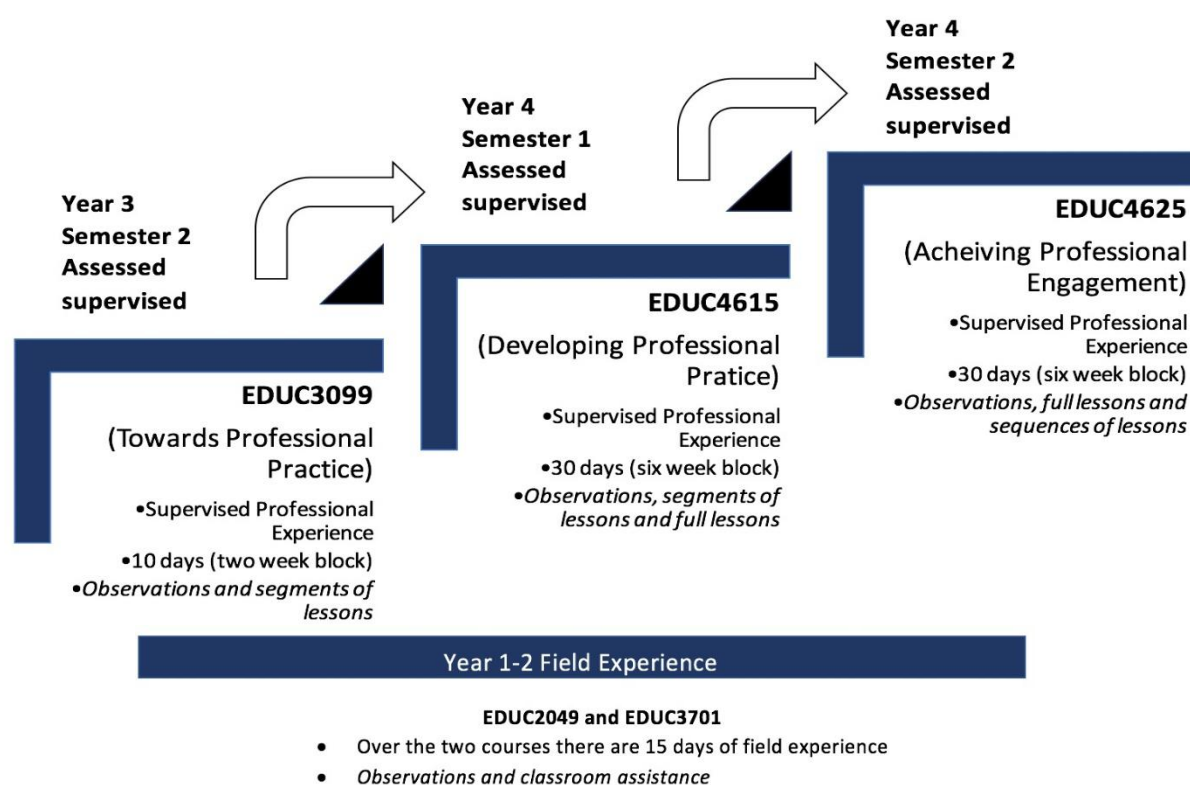 Year 3
Semester 2
Assessed
supervised
EDUC3099
(Towards Professional
Practice)
•Supervised Professional
Experience
•10 days (two week block)
•Observations and segments of
lessons
Year 4
Semester 1
Assessed
supervised
EDUC4615
(Developing Professional
Pratice)
•Supervised Professional
Experience
•30 days (six week block)
•Observations, segments of
lessons and full lessons
Year 4
Semester 2
Assessed
supervised
EDUC4625
(Acheiving Professional
Engagement)
•Supervised Professional
Experience
•30 days (six week block)
•Observations, full lessons and
sequences of lessons
Year 1-2 Field Experience
EDUC2049 and EDUC3701
• Over the two courses there are 15 days of field experience
• Observations and classroom assistance